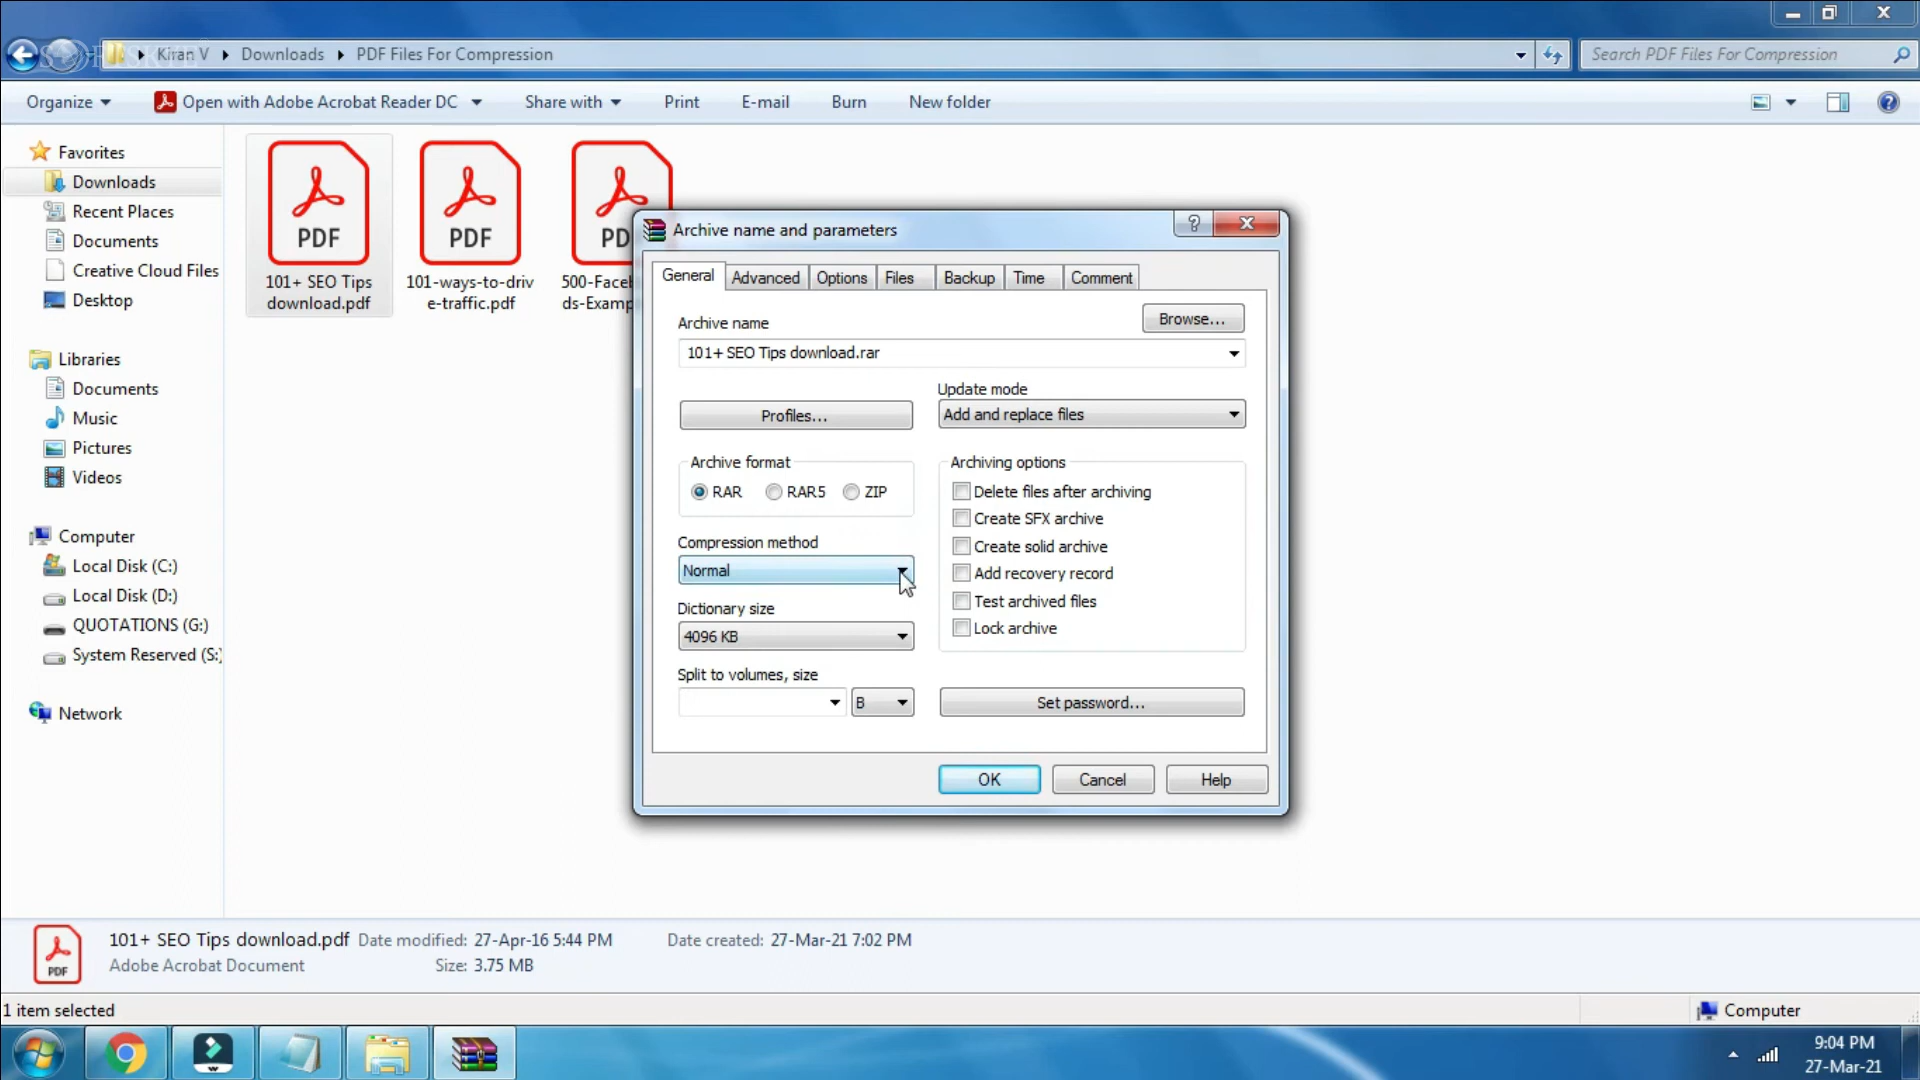 Kiran V
Downloads
PDF Files For Compression
Search PDF Files For Compression
Organize
Open with Adobe Acrobat Reader DC
Share with
Print
E-mail
Burn
New folder
Favorites
Downloads
Recent Places
Documents
Creative Cloud Files
Desktop
Libraries
Documents
Music
Pictures
Videos
Computer
Local Disk (C:)
Local Disk (D:)
QUOTATIONS (G:)
System Reserved (S:)
Network
PDF
101+ SEO Tips
download.pdf
PDF
101-ways-to-driv
e-traffic.pdf
PD
500-Faceb
ds-Examp
Archive name and parameters
General
Advanced
Options
Files
Backup
Time
Comment
Archive name
Browse...
101+ SEO Tips download.rar
Profiles...
Update mode
Add and replace files
Archive format
RAR
RAR5
ZIP
Compression method
Normal
Dictionary size
4096 KB
Split to volumes, size
B
Archiving options
Delete files after archiving
Create SFX archive
Create solid archive
Add recovery record
Test archived files
Lock archive
Set password...
OK
Cancel
Help
PDF
101+ SEO Tips download.pdf
Date modified: 27-Apr-16 5:44 PM
Date created: 27-Mar-21 7:02 PM
Adobe Acrobat Document
Size: 3.75 MB
1 item selected
Computer
9:04 PM
27-Mar-21